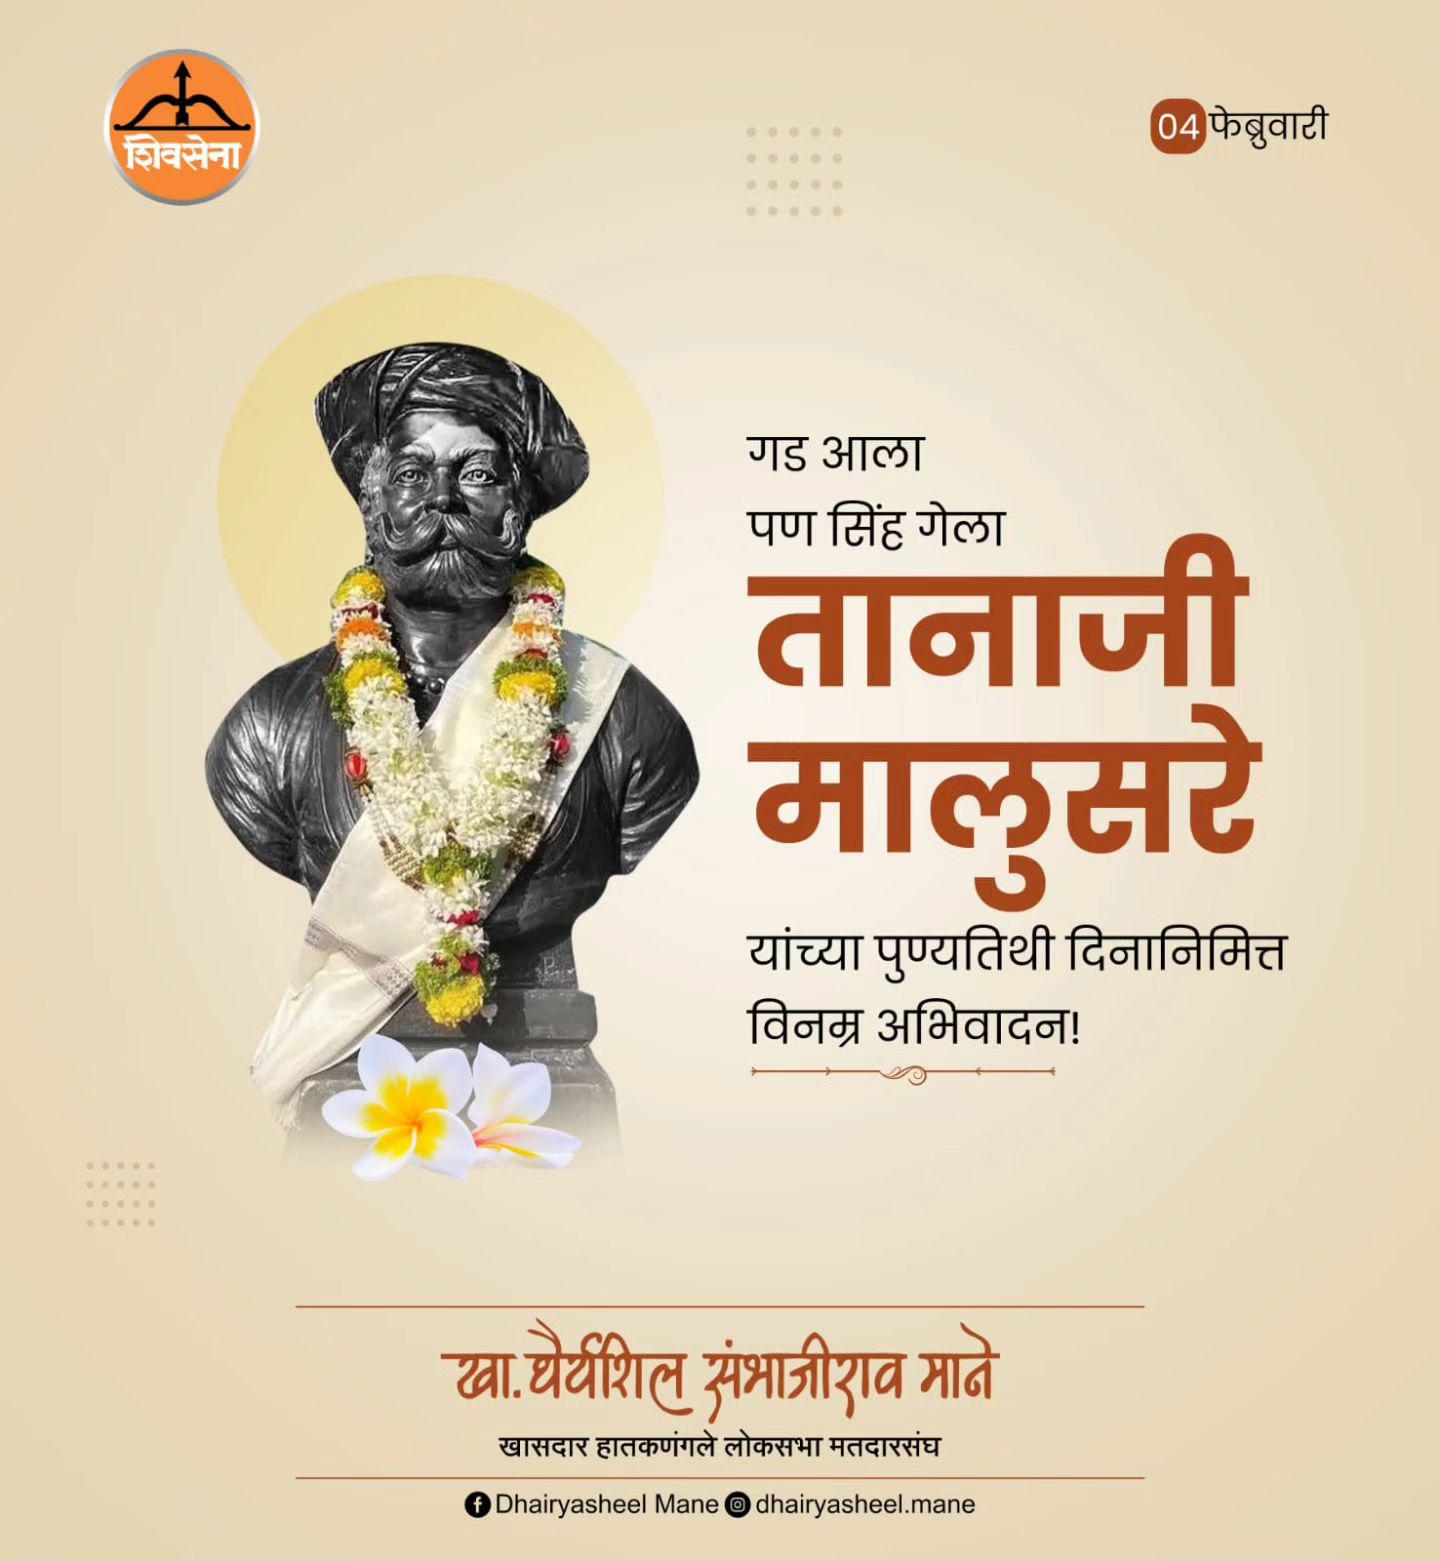 शिवसेना
04 फेब्रुवारी
गड आला
पण सिंह गेला
तानाजी
मालुसरे
यांच्या पुण्यतिथी दिनानिमित्त
विनम्र अभिवादन!
खा. धैर्यशिल संभाजीराव माने
खासदार हातकणंगले लोकसभा मतदारसंघ
Dhairyasheel Mane dhairyasheel.mane